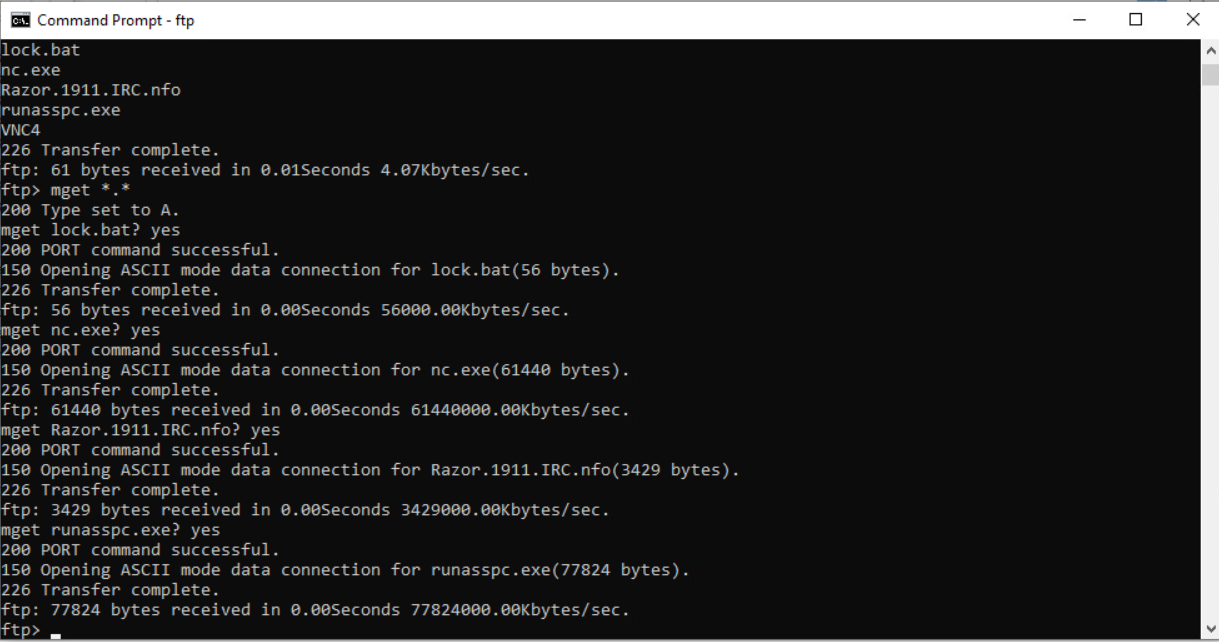 Command Prompt - ftp
lock.bat
nc.exe
Razor.1911.IRC.nfo
runasspc.exe
VNC4
226 Transfer complete.
ftp: 61 bytes received in 0.01Seconds 4.07Kbytes/sec.
ftp> mget *.*
200 Type set to A.
mget lock.bat? yes
200 PORT command successful.
150 Opening ASCII mode data connection for lock.bat(56 bytes).
226 Transfer complete.
ftp: 56 bytes received in 0.00Seconds 56000.00Kbytes/sec.
mget nc.exe? yes
200 PORT command successful.
150 Opening ASCII mode data connection for nc.exe(61440 bytes).
226 Transfer complete.
ftp: 61440 bytes received in 0.00Seconds 61440000.00Kbytes/sec.
mget Razor.1911.IRC.nfo? yes
200 PORT command successful.
150 Opening ASCII mode data connection for Razor.1911.IRC.nfo(3429 bytes).
226 Transfer complete.
ftp: 3429 bytes received in 0.00Seconds 3429000.00Kbytes/sec.
mget runasspc.exe? yes
200 PORT command successful.
150 Opening ASCII mode data connection for runasspc.exe(77824 bytes).
226 Transfer complete.
ftp: 77824 bytes received in 0.00Seconds 77824000.00Kbytes/sec.
ftp>